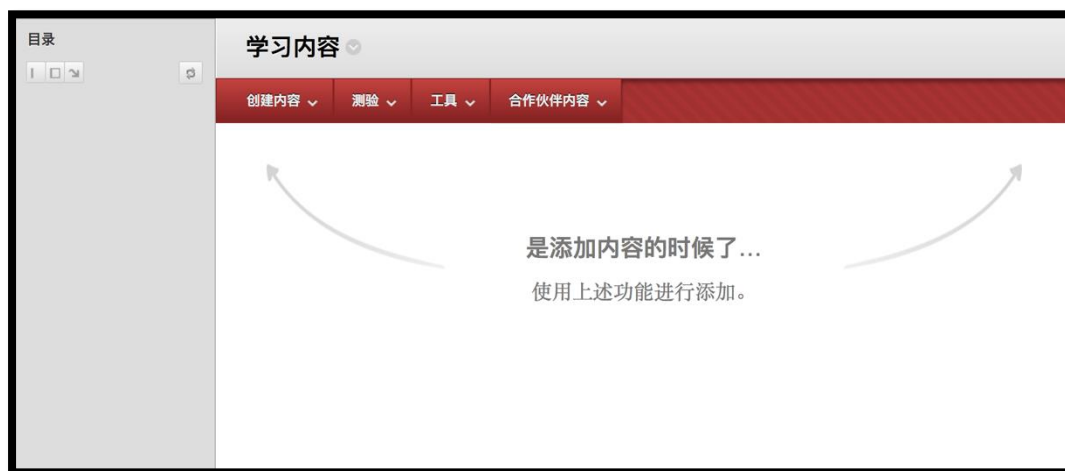 目录
学习内容
创建内容 测验 工具 合作伙伴内容
是添加内容的时候了...
使用上述功能进行添加。